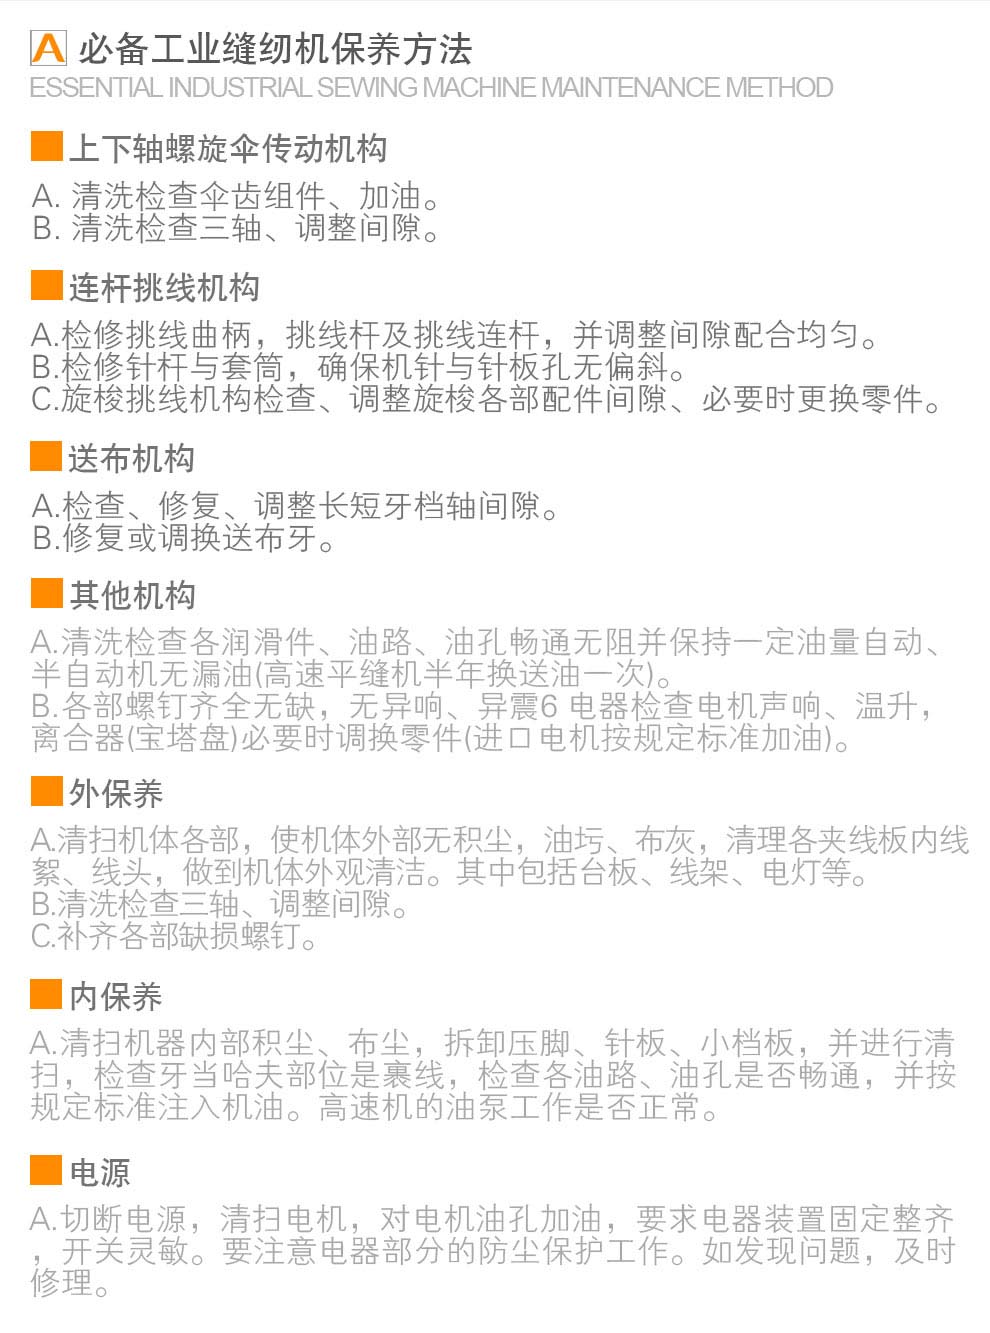 A 必备工业缝纫机保养方法
ESSENTIAL INDUSTRIAL SEWING MACHINE MAINTENANCE METHOD
上下轴螺旋伞传动机构
A. 清洗检查伞齿组件、加油。
B. 清洗检查三轴、调整间隙。
连杆挑线机构
A.检修挑线曲柄，挑线杆及挑线连杆，并调整间隙配合均匀。
B.检修针杆与套筒，确保机针与针板孔无偏斜。
C.旋梭挑线机构检查、调整旋梭各部配件间隙、必要时更换零件。
送布机构
A.检查、修复、调整长短牙档轴间隙。
B.修复或调换送布牙。
其他机构
A.清洗检查各润滑件、油路、油孔畅通无阻并保持一定油量自动、
半自动机无漏油(高速平缝机半年换送油一次)。
B.各部螺钉齐全无缺，无异响、异震6 电器检查电机声响、温升，
离合器(宝塔盘)必要时调换零件(进口电机按规定标准加油)。
外保养
A.清扫机体各部，使机体外部无积尘，油圬、布灰，清理各夹线板内线
絮、线头，做到机体外观清洁。其中包括台板、线架、电灯等。
B.清洗检查三轴、调整间隙。
C.补齐各部缺损螺钉。
内保养
A.清扫机器内部积尘、布尘，拆卸压脚、针板、小档板，并进行清
扫，检查牙当哈夫部位是裹线，检查各油路、油孔是否畅通，并按
规定标准注入机油。高速机的油泵工作是否正常。
电源
A.切断电源，清扫电机，对电机油孔加油，要求电器装置固定整齐
，开关灵敏。要注意电器部分的防尘保护工作。如发现问题，及时
修理。